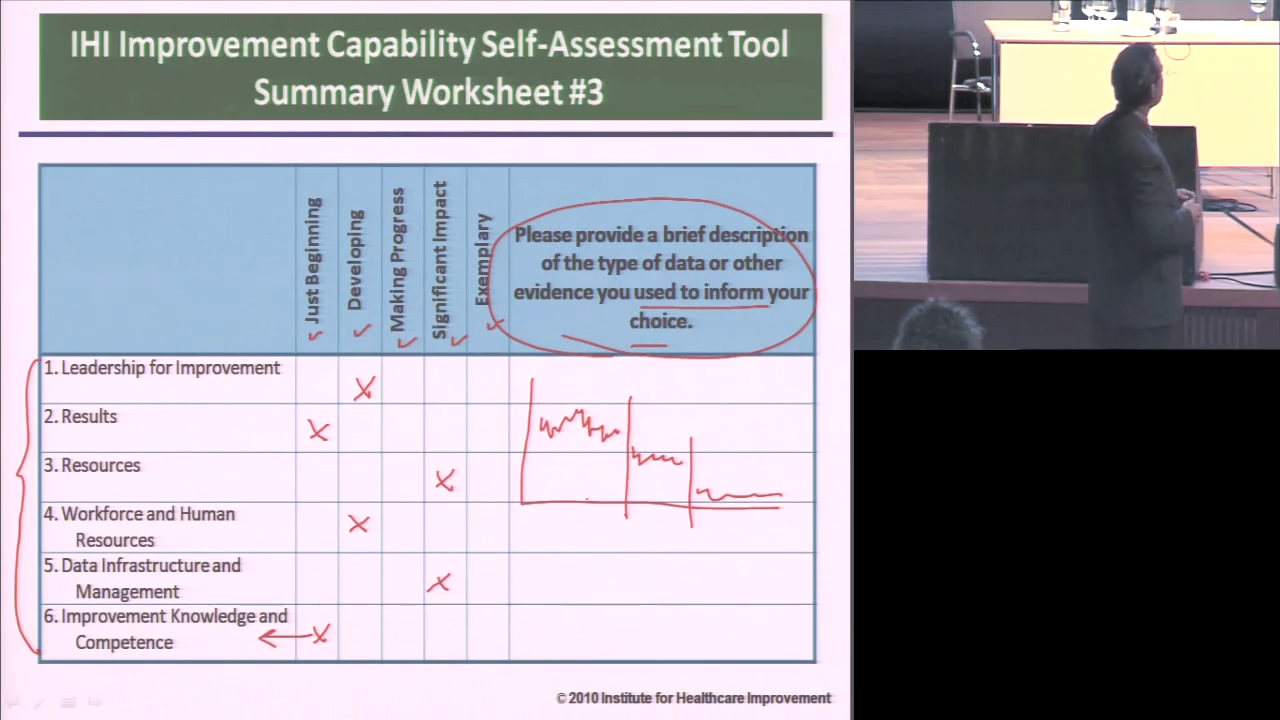 IHI Improvement Capability Self-Assessment Tool
Summary Worksheet #3
Just Beginning
Developing
Making Progress
Significant Impact
Exemplary
Please provide a brief description
of the type of data or other
evidence you used to inform your
choice.
1. Leadership for Improvement
X
2. Results
X
3. Resources
X
4. Workforce and Human
Resources
X
5. Data Infrastructure and
Management
X
6. Improvement Knowledge and
Competence
X
© 2010 Institute for Healthcare Improvement